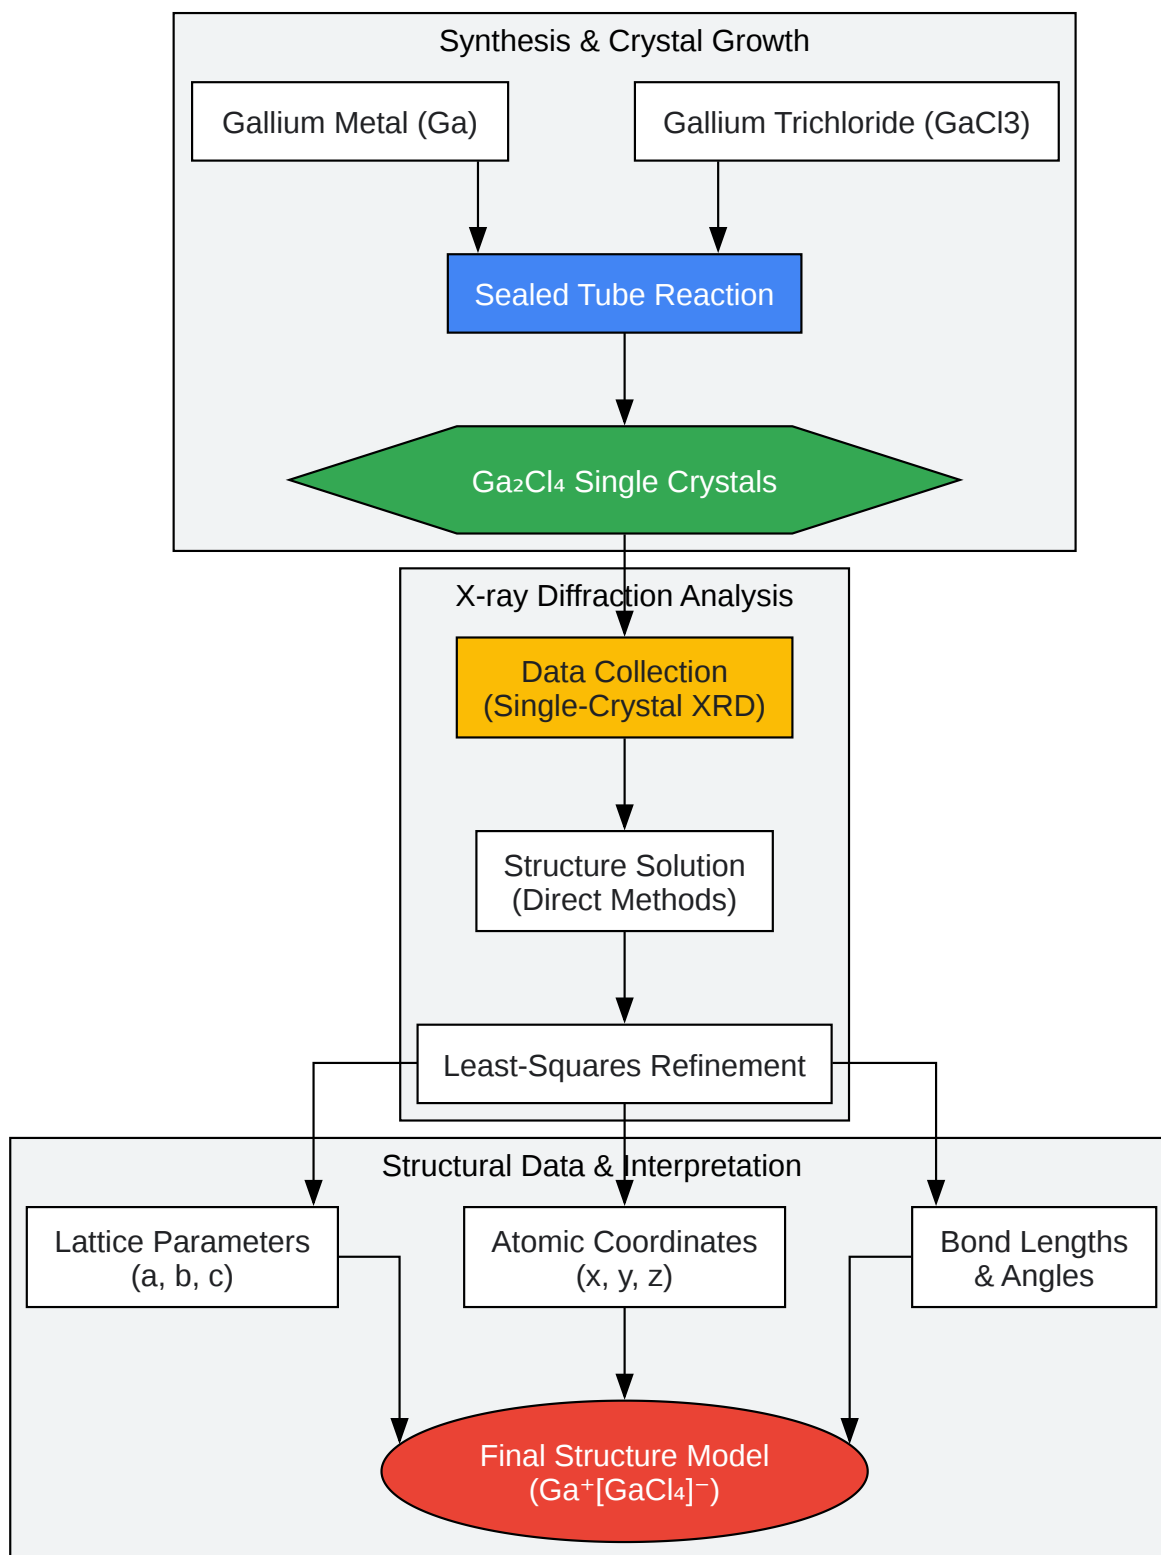 Synthesis & Crystal Growth
Gallium Metal (Ga)
Gallium Trichloride (GaCl3)
Sealed Tube Reaction
Ga₂Cl₄ Single Crystals
X-ray Diffraction Analysis
Data Collection
(Single-Crystal XRD)
Structure Solution
(Direct Methods)
Least-Squares Refinement
Structural Data & Interpretation
Lattice Parameters
(a, b, c)
Atomic Coordinates
(x, y, z)
Bond Lengths
& Angles
Final Structure Model
(Ga⁺[GaCl₄]⁻)